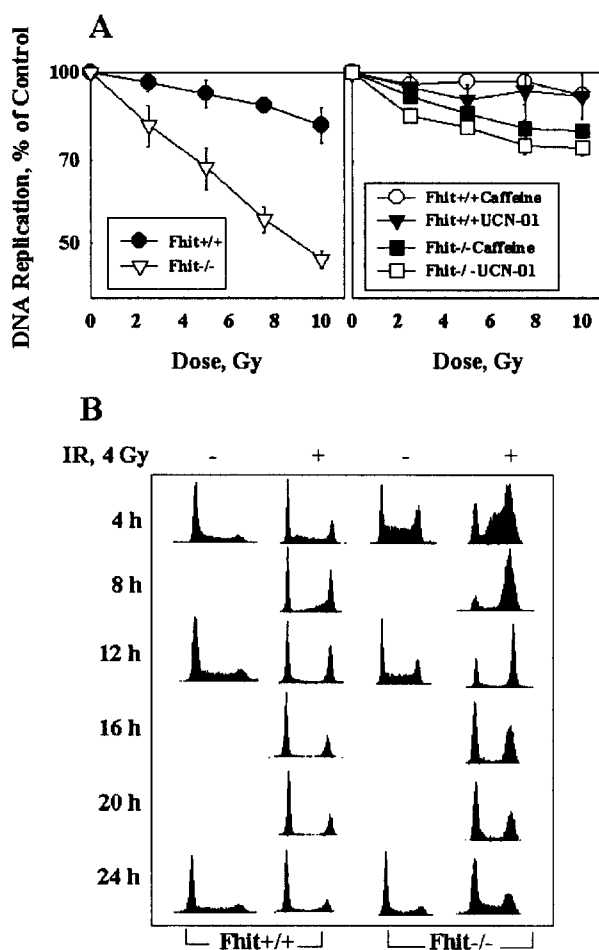 A
DNA Replication, % of Control
100
70
50
Fhit+/+
Fhit-/-
0 2 4 6 8 10
Dose, Gy
Fhit+/+Caffeine
Fhit+/+UCN-01
Fhit-/-Caffeine
Fhit-/-UCN-01
0 2 4 6 8 10
Dose, Gy
B
IR, 4 Gy - + - +
4 h
8 h
12 h
16 h
20 h
24 h
Fhit+/+ Fhit-/-